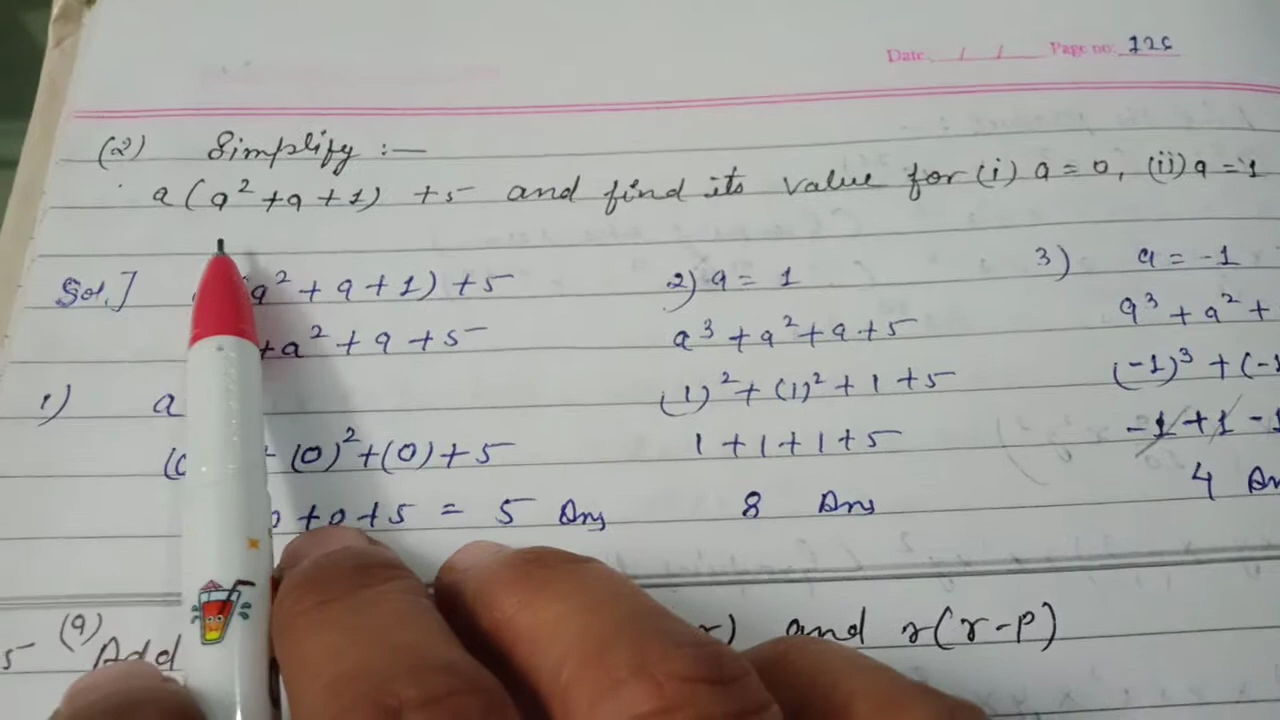 Date / / Page no: 126
(2) Simplify :-
a(a² + a + 1) + 5 and find its value for (i) a = 0, (ii) a = 1
Sol.] a² + a + 1) + 5
+ a² + a + 5
1) a
(0)² + (0) + 5
+ 0 + 5 = 5 Ans
2) a = 1
a³ + a² + a + 5
(1)² + (1)² + 1 + 5
1 + 1 + 1 + 5
8 Ans
3) a = -1
a³ + a² +
(-1)³ + (-1
-1 + 1 - 1
4 An
5 (a) Add
) and r(r-p)